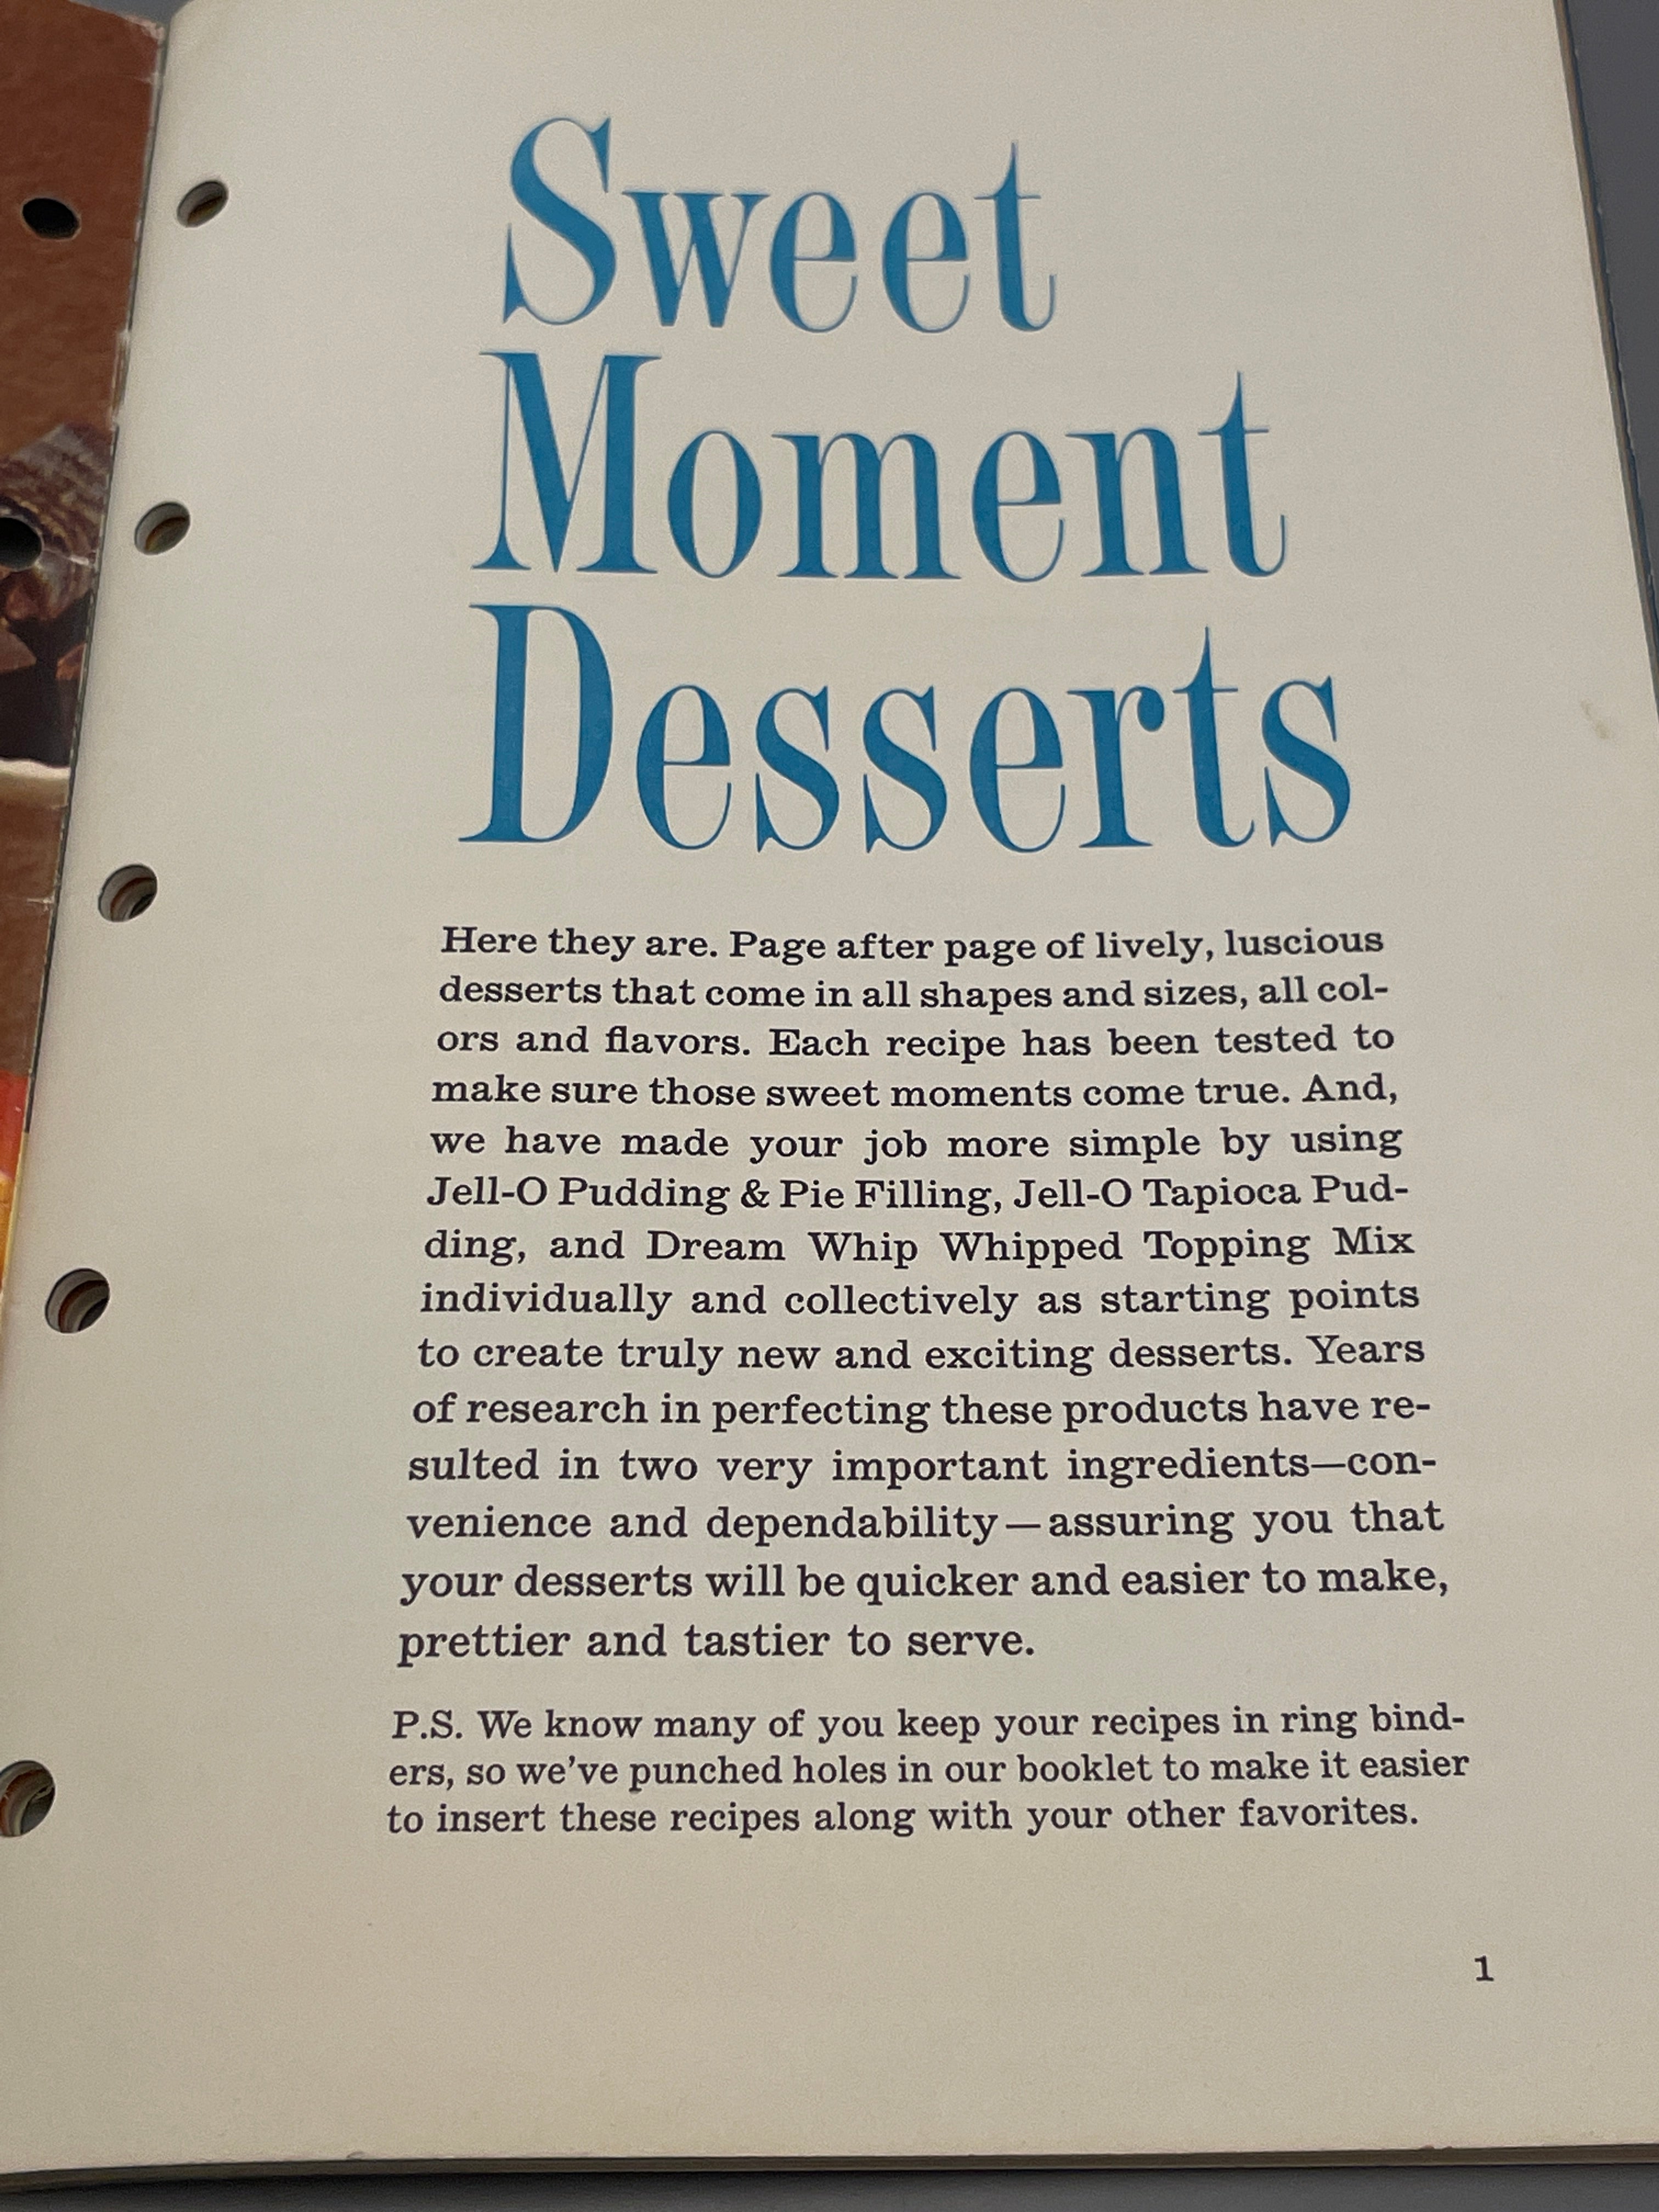 Sweet
Moment
Desserts
Here they are. Page after page of lively, luscious
desserts that come in all shapes and sizes, all col-
ors and flavors. Each recipe has been tested to
make sure those sweet moments come true. And,
we have made your job more simple by using
Jell-O Pudding & Pie Filling, Jell-O Tapioca Pud-
ding, and Dream Whip Whipped Topping Mix
individually and collectively as starting points
to create truly new and exciting desserts. Years
of research in perfecting these products have re-
sulted in two very important ingredients—con-
venience and dependability—assuring you that
your desserts will be quicker and easier to make,
prettier and tastier to serve.
P.S. We know many of you keep your recipes in ring bind-
ers, so we've punched holes in our booklet to make it easier
to insert these recipes along with your other favorites.
1